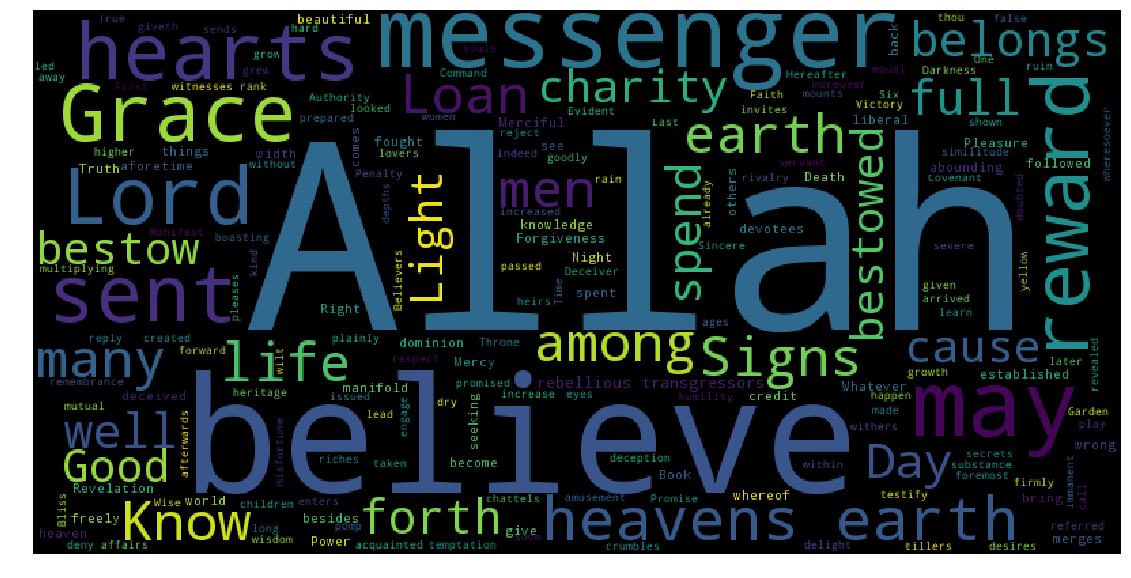 True giveth sends hard beautiful
souls
back thou false
hearts messenger belongs
grow led away grew
First witnesses rank
Command
Hereafter moreover mounts
One equal Darkness ruin
Grace Loan charity full reward
Authority looked prepared
women
Evident
Faith invites Six Victory
wheresoever
comes fought lovers Merciful reject
Last
liberal
shown
Pleasure
earth
higher things width
Truth aforetime without
Penalty
indeed see goodly
Servant
similitude followed
abounding
Allah
Lord Light men spend bestowed
depths
rain
increased
already others rivalry Death
Covenant
doubted
knowledge
Forgiveness
devotees
Sincere
severe
yellow
bestow
Manifest boasting
multiplying
kind
pleases
Believers
passed
Night
Deceiver
spent
heirs Time
Right
given
arrived
learn
sent
reply created
plainly
dominion Throne
ages
later
revealed
many life among Signs cause may
forward wilt
respect Mercy
growth
established
remembrance
deceived
heritage
issued
manifold
promised
rebellious transgressors
increase eyes
humility
credit
Whatever
happen
made
Garden
play
mutual
afterwards
misfortune
engage
lead dry
seeking
withers
wrong
well believe Day
Good
riches
taken
become
deception
Book
within
secrets
substance
foremost
firmly
Revelation
Wise world
children enters
chattels
amusement Promise
whereof
testify
bring
immanent
call
Bliss
heaven
freely
long
wisdom
besides
pomp
Know forth heavens earth
give
Power
soon
referred
merges
deny affairs
acquainted temptation
crumbles
delight
tillers
desires